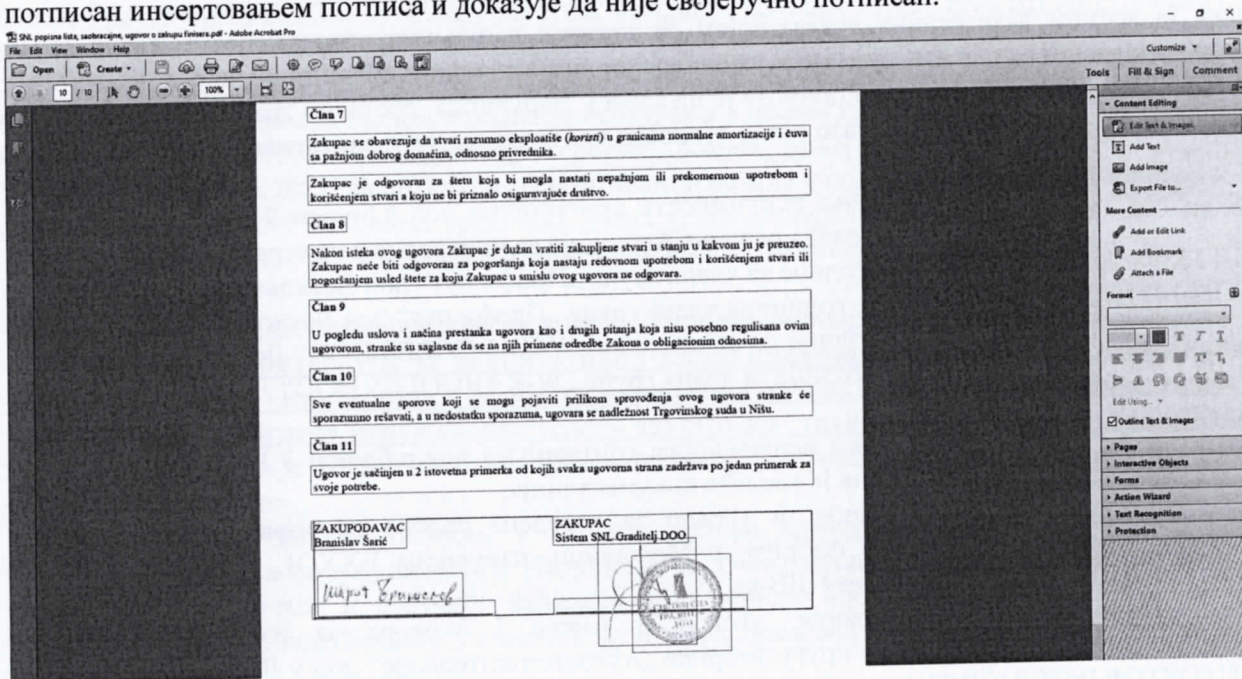 потписан инсертовањем потписа и доказује да није својеручно потписан.
SNL popisna lista, saobracajne, ugovor o zakupu finisera.pdf - Adobe Acrobat Pro
File Edit View Window Help
Open Create Customize
10 / 10 100% Tools Fill & Sign Comment
Član 7
Zakupac se obavezuje da stvari razumno eksploatiše (koristi) u granicama normalne amortizacije i čuva
sa pažnjom dobrog domaćina, odnosno privrednika.
Zakupac je odgovoran za štetu koja bi mogla nastati nepažnjom ili prekomernom upotrebom i
korišćenjem stvari a koju ne bi priznalo osiguravajuće društvo.
Član 8
Nakon isteka ovog ugovora Zakupac je dužan vratiti zakupljene stvari u stanju u kakvom ju je preuzeo.
Zakupac neće biti odgovoran za pogoršanja koja nastaju redovnom upotrebom i korišćenjem stvari ili
pogoršanjem usled štete za koju Zakupac u smislu ovog ugovora ne odgovara.
Član 9
U pogledu uslova i načina prestanka ugovora kao i drugih pitanja koja nisu posebno regulisana ovim
ugovorom, stranke su saglasne da se na njih primene odredbe Zakona o obligacionim odnosima.
Član 10
Sve eventualne sporove koji se mogu pojaviti prilikom sprovođenja ovog ugovora stranke će
sporazumno rešavati, a u nedostatku sporazuma, ugovara se nadležnost Trgovinskog suda u Nišu.
Član 11
Ugovor je sačinjen u 2 istovetna primerka od kojih svaka ugovorna strana zadržava po jedan primerak za
svoje potrebe.
ZAKUPODAVAC
Branislav Šarić
ZAKUPAC
Sistem SNL Graditelj DOO
Content Editing
Edit Text & Images
Add Text
Add Image
Export File to...
More Content
Add or Edit Link
Add Bookmark
Attach a File
Format
Edit Using...
Outline Text & Images
Pages
Interactive Objects
Forms
Action Wizard
Text Recognition
Protection